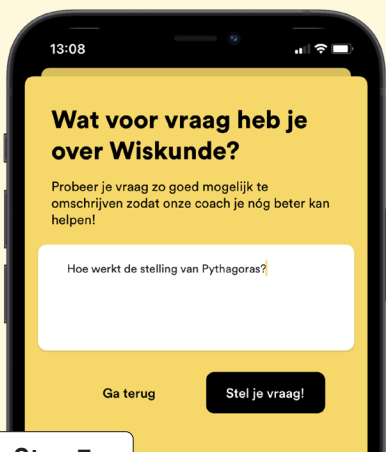 13:08
Wat voor vraag heb je
over Wiskunde?
Probeer je vraag zo goed mogelijk te
omschrijven zodat onze coach je nóg beter kan
helpen!
Hoe werkt de stelling van Pythagoras?
Ga terug
Stel je vraag!